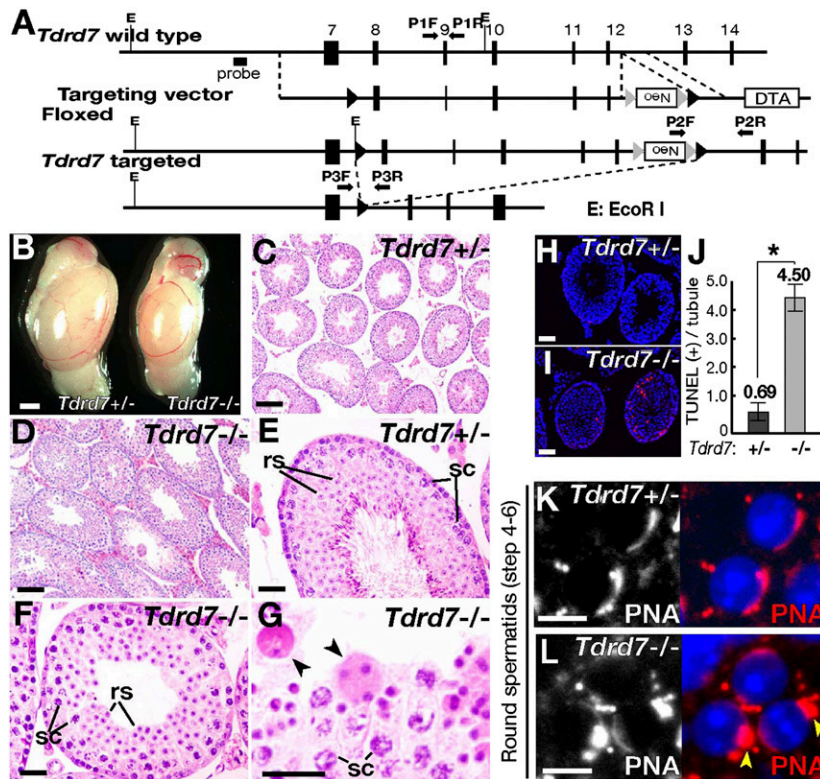 A
E
P1F P1R E
Tdrd7 wild type
7 8 9 10 11 12 13 14
probe
Targeting vector
Floxed
Neo
DTA
E
E
P2F P2R
Tdrd7 targeted
Neo
E
P3F P3R
E: EcoR I
B
Tdrd7+/- Tdrd7-/-
C Tdrd7+/-
D Tdrd7-/-
E Tdrd7+/-
rs
sc
F Tdrd7-/-
rs
sc
G Tdrd7-/-
sc
H Tdrd7+/-
I Tdrd7-/-
J
*
TUNEL (+) / tubule
5.0
4.0
3.0
2.0
1.0
0
0.69
4.50
Tdrd7: +/- -/-
Round spermatids (step 4-6)
K Tdrd7+/-
PNA PNA
L Tdrd7-/-
PNA PNA